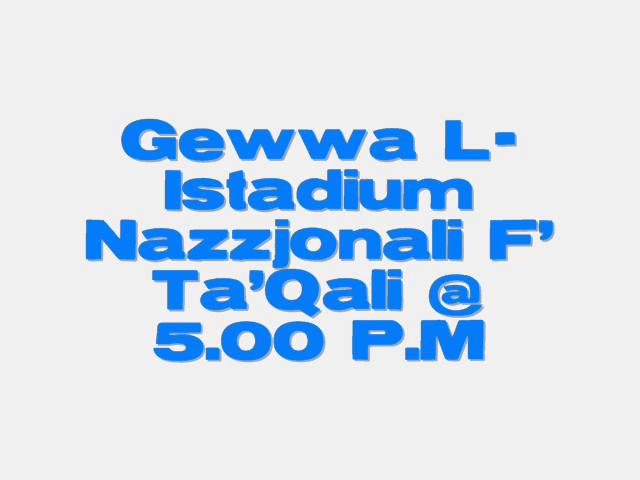 Gewwa L-
Istadium
Nazzjonali F'
Ta'Qali @
5.00 P.M